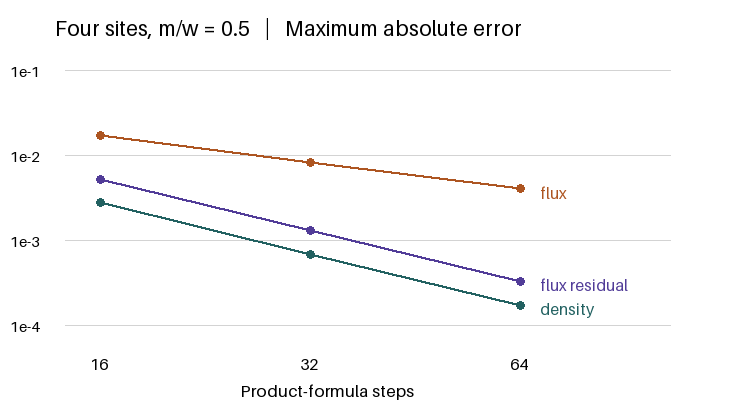 Four sites, m/w = 0.5 | Maximum absolute error
1e-1
1e-2
1e-3
1e-4
flux
flux residual
density
16 32 64
Product-formula steps